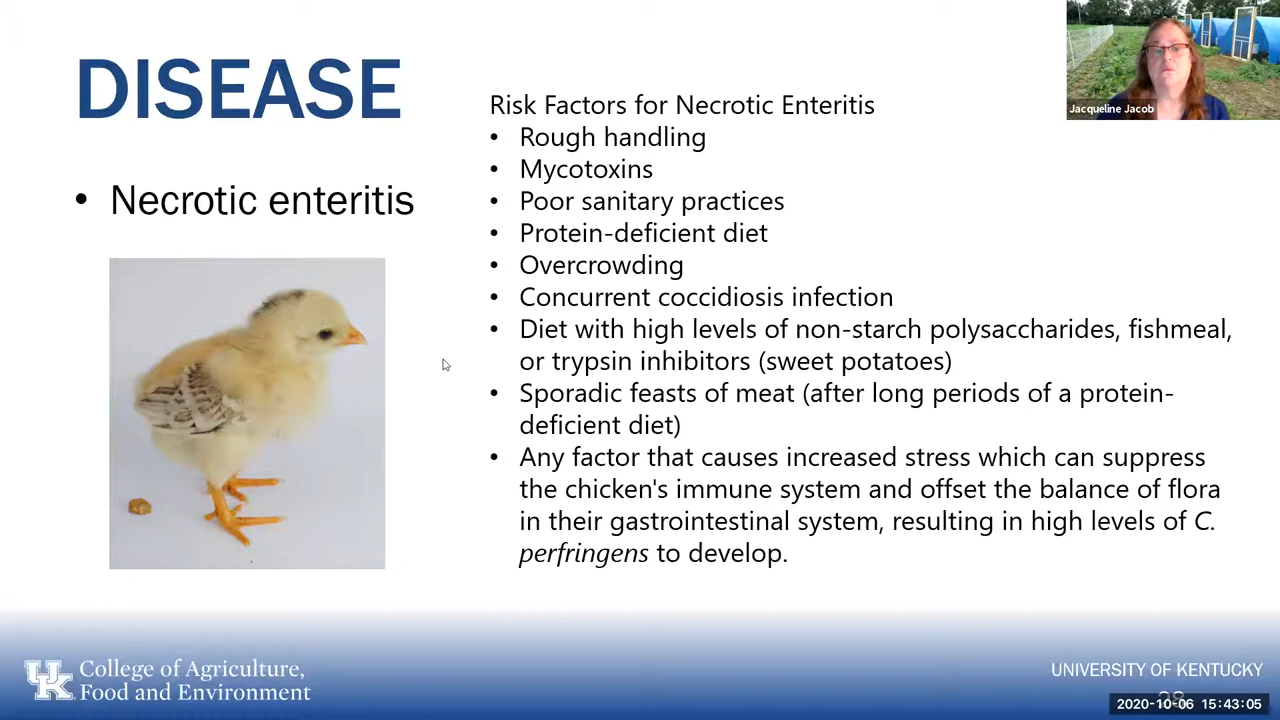 DISEASE
• Necrotic enteritis
Risk Factors for Necrotic Enteritis
• Rough handling
• Mycotoxins
• Poor sanitary practices
• Protein-deficient diet
• Overcrowding
• Concurrent coccidiosis infection
• Diet with high levels of non-starch polysaccharides, fishmeal,
or trypsin inhibitors (sweet potatoes)
• Sporadic feasts of meat (after long periods of a protein-
deficient diet)
• Any factor that causes increased stress which can suppress
the chicken's immune system and offset the balance of flora
in their gastrointestinal system, resulting in high levels of C.
perfringens to develop.
Jacqueline Jacob
UK
College of Agriculture,
Food and Environment
UNIVERSITY OF KENTUCKY
2020-10-06 15:43:05